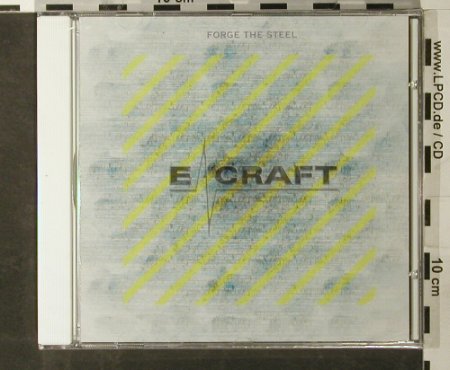 10 cm
FORGE THE STEEL
E CRAFT
www.LPCD.de / CD
10 cm